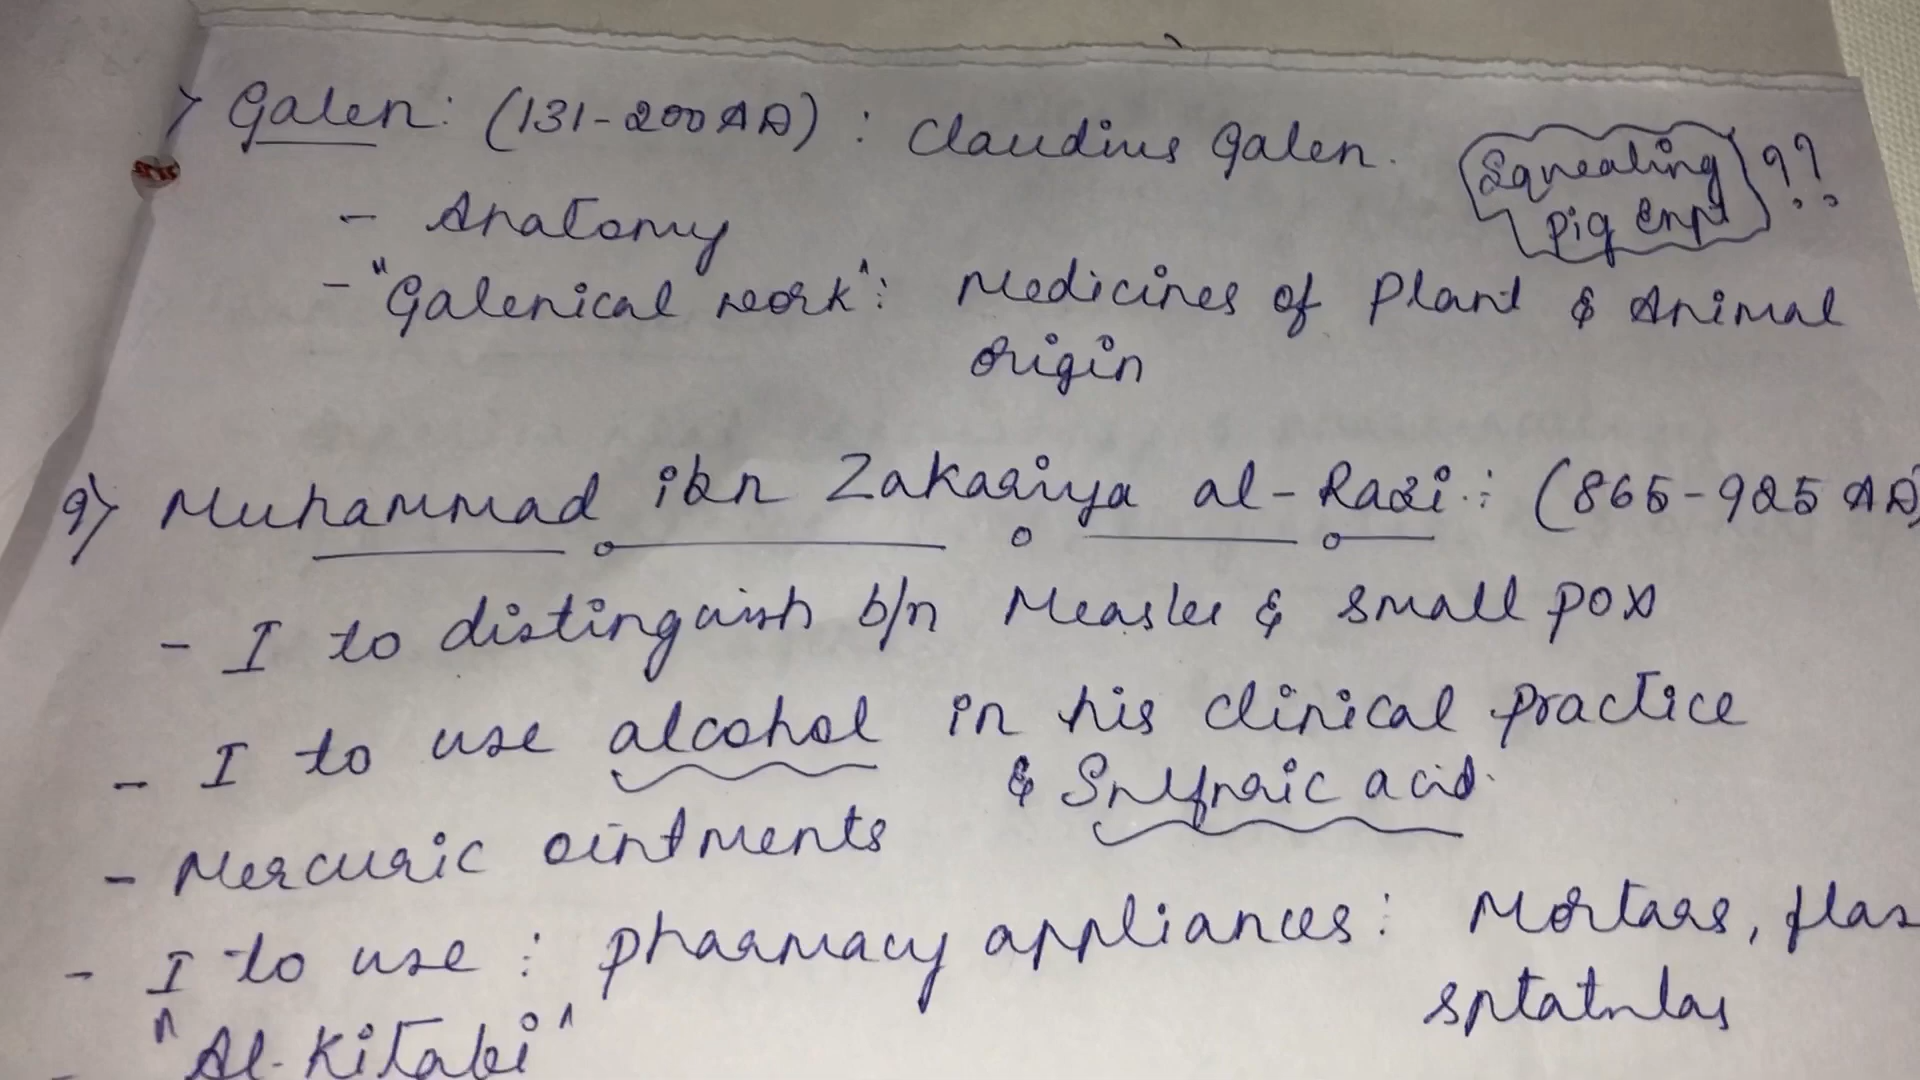 > Galen: (131-200 AD) : Claudius Galen.
Squealing ??
pig Expt
- Anatomy
- "Galenical work": Medicines of Plant & Animal
origin
9) Muhammad ibn Zakariya al-Razi: (865-925 AD)
- I to distinguish b/n Measles & small pox
- I to use alcohol in his clinical practice
& Sulfuric acid.
- Mercuric ointments
- I to use : pharmacy appliances: Mortars, flas
sptatulas
- "Al-Kitabi"